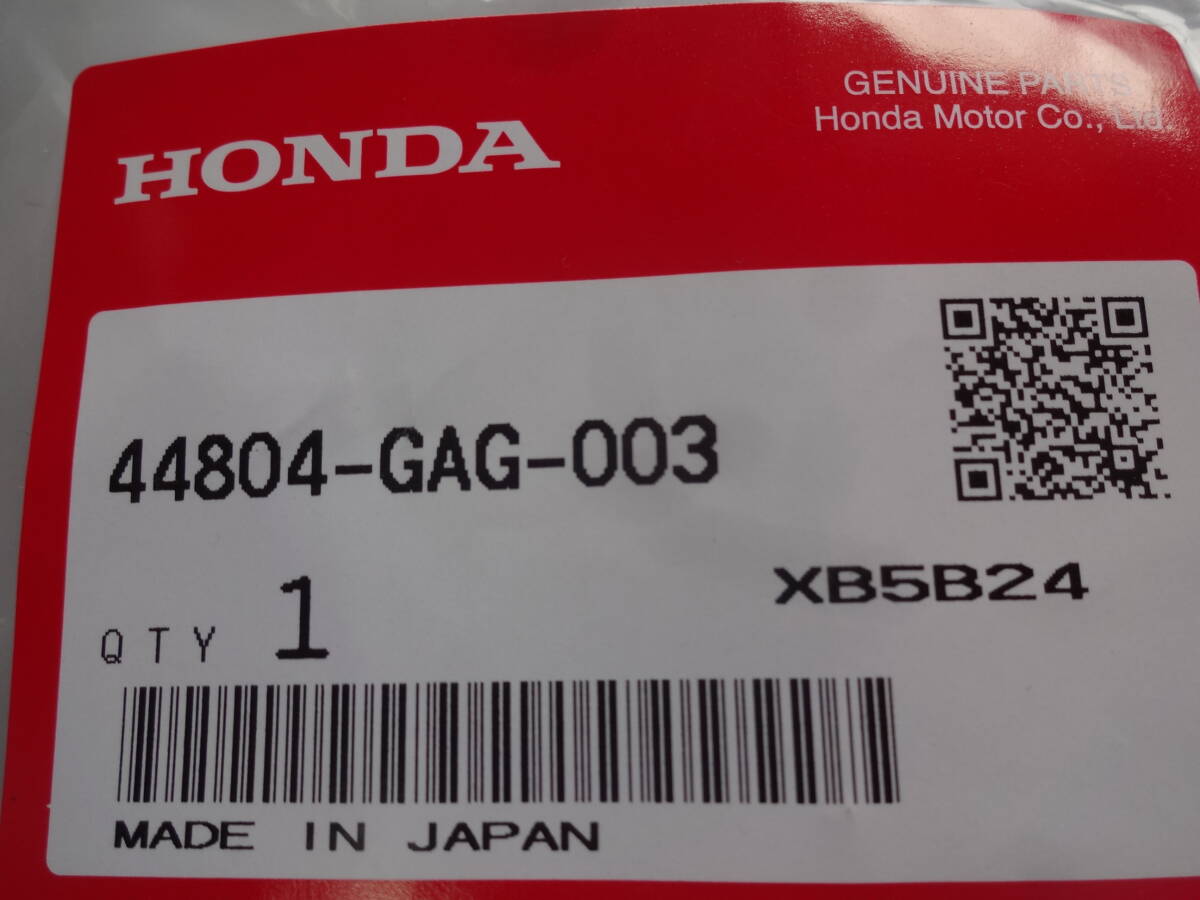 HONDA
GENUINE PARTS
Honda Motor Co., Ltd.
44804-GAG-003
XB5B24
QTY 1
MADE IN JAPAN